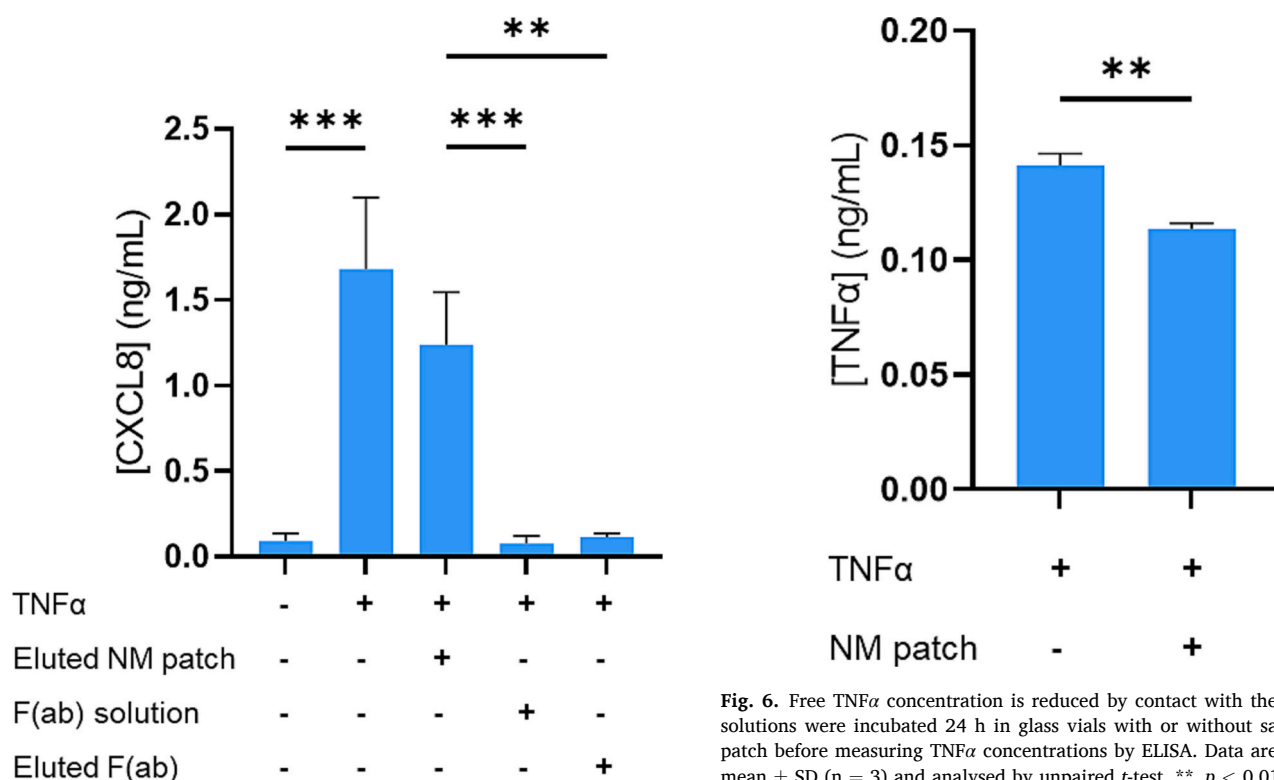 **
*** ***
2.5
2.0
1.5
1.0
0.5
0.0
[CXCL8] (ng/mL)
TNFα - + + + +
Eluted NM patch - - + - -
F(ab) solution - - - + -
Eluted F(ab) - - - - +
0.20
0.15
0.10
0.05
0.00
[TNFα] (ng/mL)
**
TNFα + +
NM patch - +
Fig. 6. Free TNFα concentration is reduced by contact with the
solutions were incubated 24 h in glass vials with or without sa
patch before measuring TNFα concentrations by ELISA. Data are
mean ± SD (n = 3) and analysed by unpaired t-test. **, p < 0.01